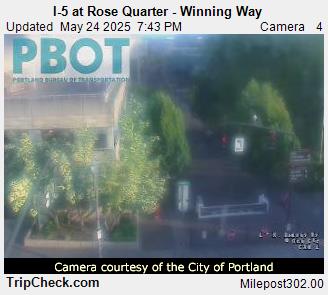 I-5 at Rose Quarter - Winning Way
Updated May 24 2025 7:43 PM Camera 4
PBOT
PORTLAND BUREAU OF TRANSPORTATION
Camera courtesy of the City of Portland
TripCheck.com Milepost302.00